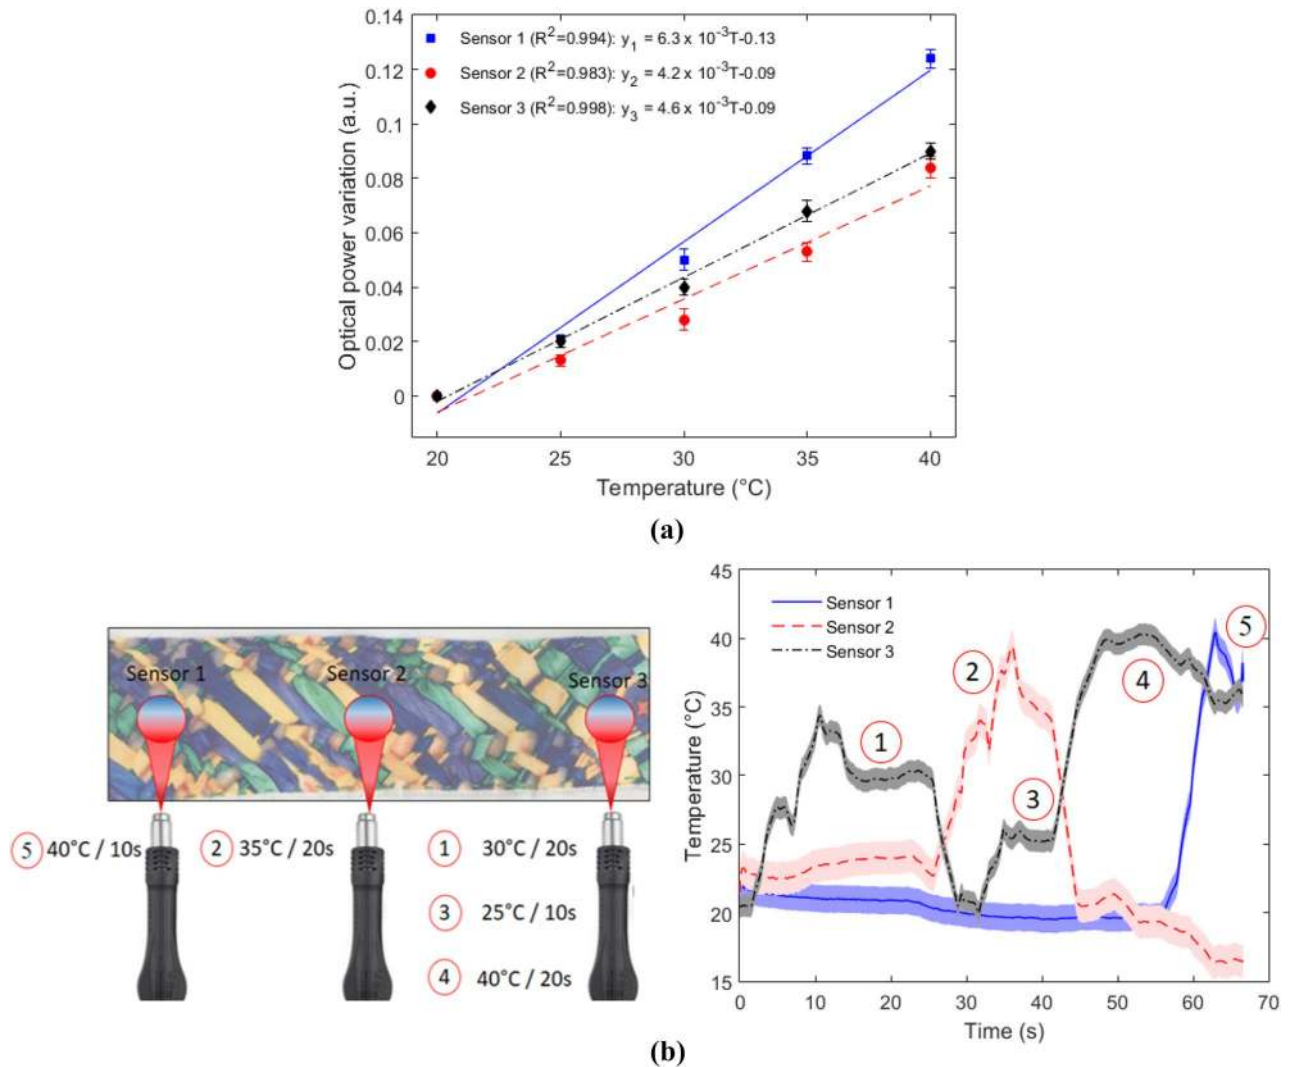 0.14
0.12
0.1
0.08
0.06
0.04
0.02
0
Optical power variation (a.u.)
Sensor 1 (R²=0.994): y₁ = 6.3 x 10⁻³T-0.13
Sensor 2 (R²=0.983): y₂ = 4.2 x 10⁻³T-0.09
Sensor 3 (R²=0.998): y₃ = 4.6 x 10⁻³T-0.09
20 25 30 35 40
Temperature (°C)
(a)
Sensor 1 Sensor 2 Sensor 3
5 40°C / 10s 2 35°C / 20s 1 30°C / 20s
3 25°C / 10s
4 40°C / 20s
45
40
35
30
25
20
15
Temperature (°C)
Sensor 1
Sensor 2
Sensor 3
1
2
3
4
5
0 10 20 30 40 50 60 70
Time (s)
(b)